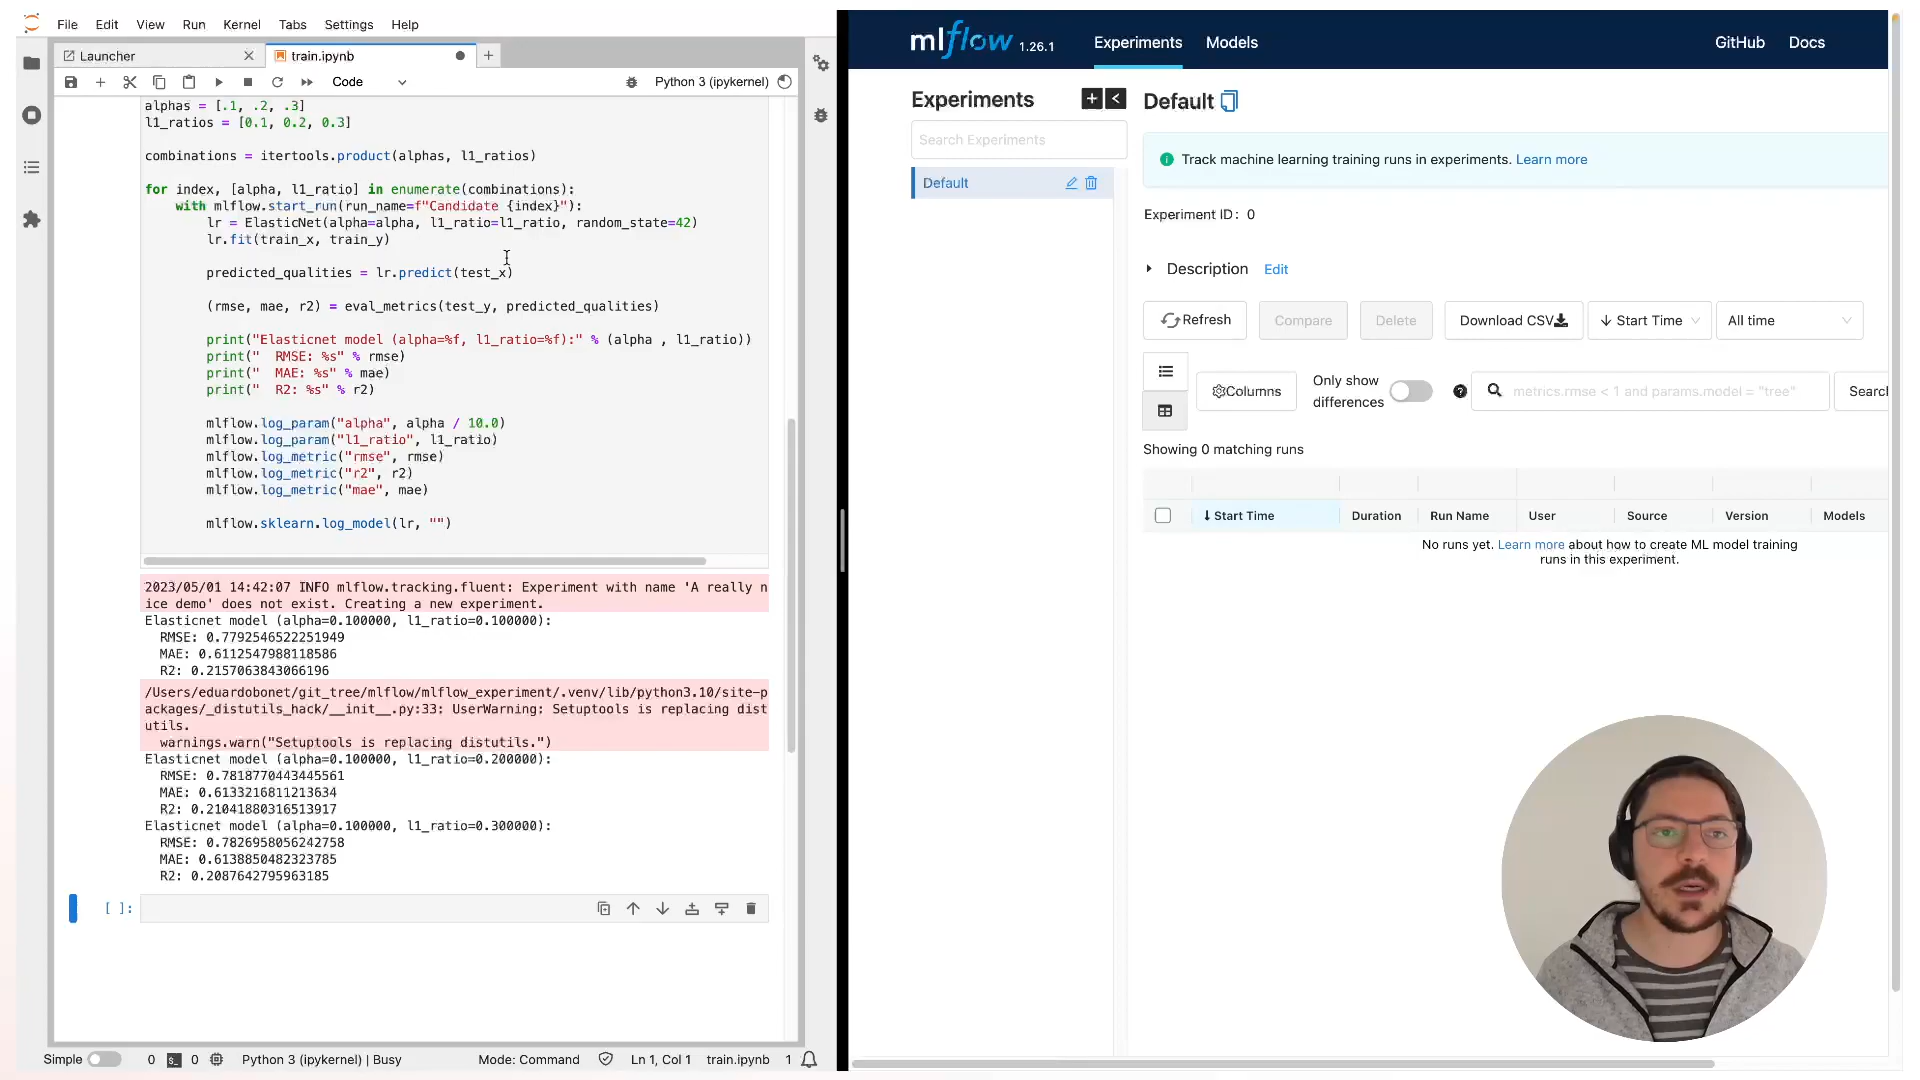 File Edit View Run Kernel Tabs Settings Help
Launcher
train.ipynb
Code
Python 3 (ipykernel)
alphas = [.1, .2, .3]
l1_ratios = [0.1, 0.2, 0.3]
combinations = itertools.product(alphas, l1_ratios)
for index, [alpha, l1_ratio] in enumerate(combinations):
with mlflow.start_run(run_name=f"Candidate {index}"):
lr = ElasticNet(alpha=alpha, l1_ratio=l1_ratio, random_state=42)
lr.fit(train_x, train_y)
predicted_qualities = lr.predict(test_x)
(rmse, mae, r2) = eval_metrics(test_y, predicted_qualities)
print("Elasticnet model (alpha=%f, l1_ratio=%f):" % (alpha , l1_ratio))
print("  RMSE: %s" % rmse)
print("  MAE: %s" % mae)
print("  R2: %s" % r2)
mlflow.log_param("alpha", alpha / 10.0)
mlflow.log_param("l1_ratio", l1_ratio)
mlflow.log_metric("rmse", rmse)
mlflow.log_metric("r2", r2)
mlflow.log_metric("mae", mae)
mlflow.sklearn.log_model(lr, "")
2023/05/01 14:42:07 INFO mlflow.tracking.fluent: Experiment with name 'A really n
ice demo' does not exist. Creating a new experiment.
Elasticnet model (alpha=0.100000, l1_ratio=0.100000):
RMSE: 0.7792546522251949
MAE: 0.6112547988118586
R2: 0.2157063843066196
/Users/eduardobonet/git_tree/mlflow/mlflow_experiment/.venv/lib/python3.10/site-p
ackages/_distutils_hack/__init__.py:33: UserWarning: Setuptools is replacing dist
utils.
warnings.warn("Setuptools is replacing distutils.")
Elasticnet model (alpha=0.100000, l1_ratio=0.200000):
RMSE: 0.7818770443445561
MAE: 0.6133216811213634
R2: 0.21041880316513917
Elasticnet model (alpha=0.100000, l1_ratio=0.300000):
RMSE: 0.7826958056242758
MAE: 0.6138850482323785
R2: 0.2087642795963185
[ ]:
Simple 0 0 Python 3 (ipykernel) | Busy Mode: Command Ln 1, Col 1 train.ipynb 1
mlflow 1.26.1 Experiments Models GitHub Docs
Experiments
Search Experiments
Default
Default
Track machine learning training runs in experiments. Learn more
Experiment ID: 0
Description Edit
Refresh Compare Delete Download CSV Start Time All time
Columns
Only show
differences
metrics.rmse < 1 and params.model = "tree"
Search
Showing 0 matching runs
Start Time Duration Run Name User Source Version Models
No runs yet. Learn more about how to create ML model training
runs in this experiment.